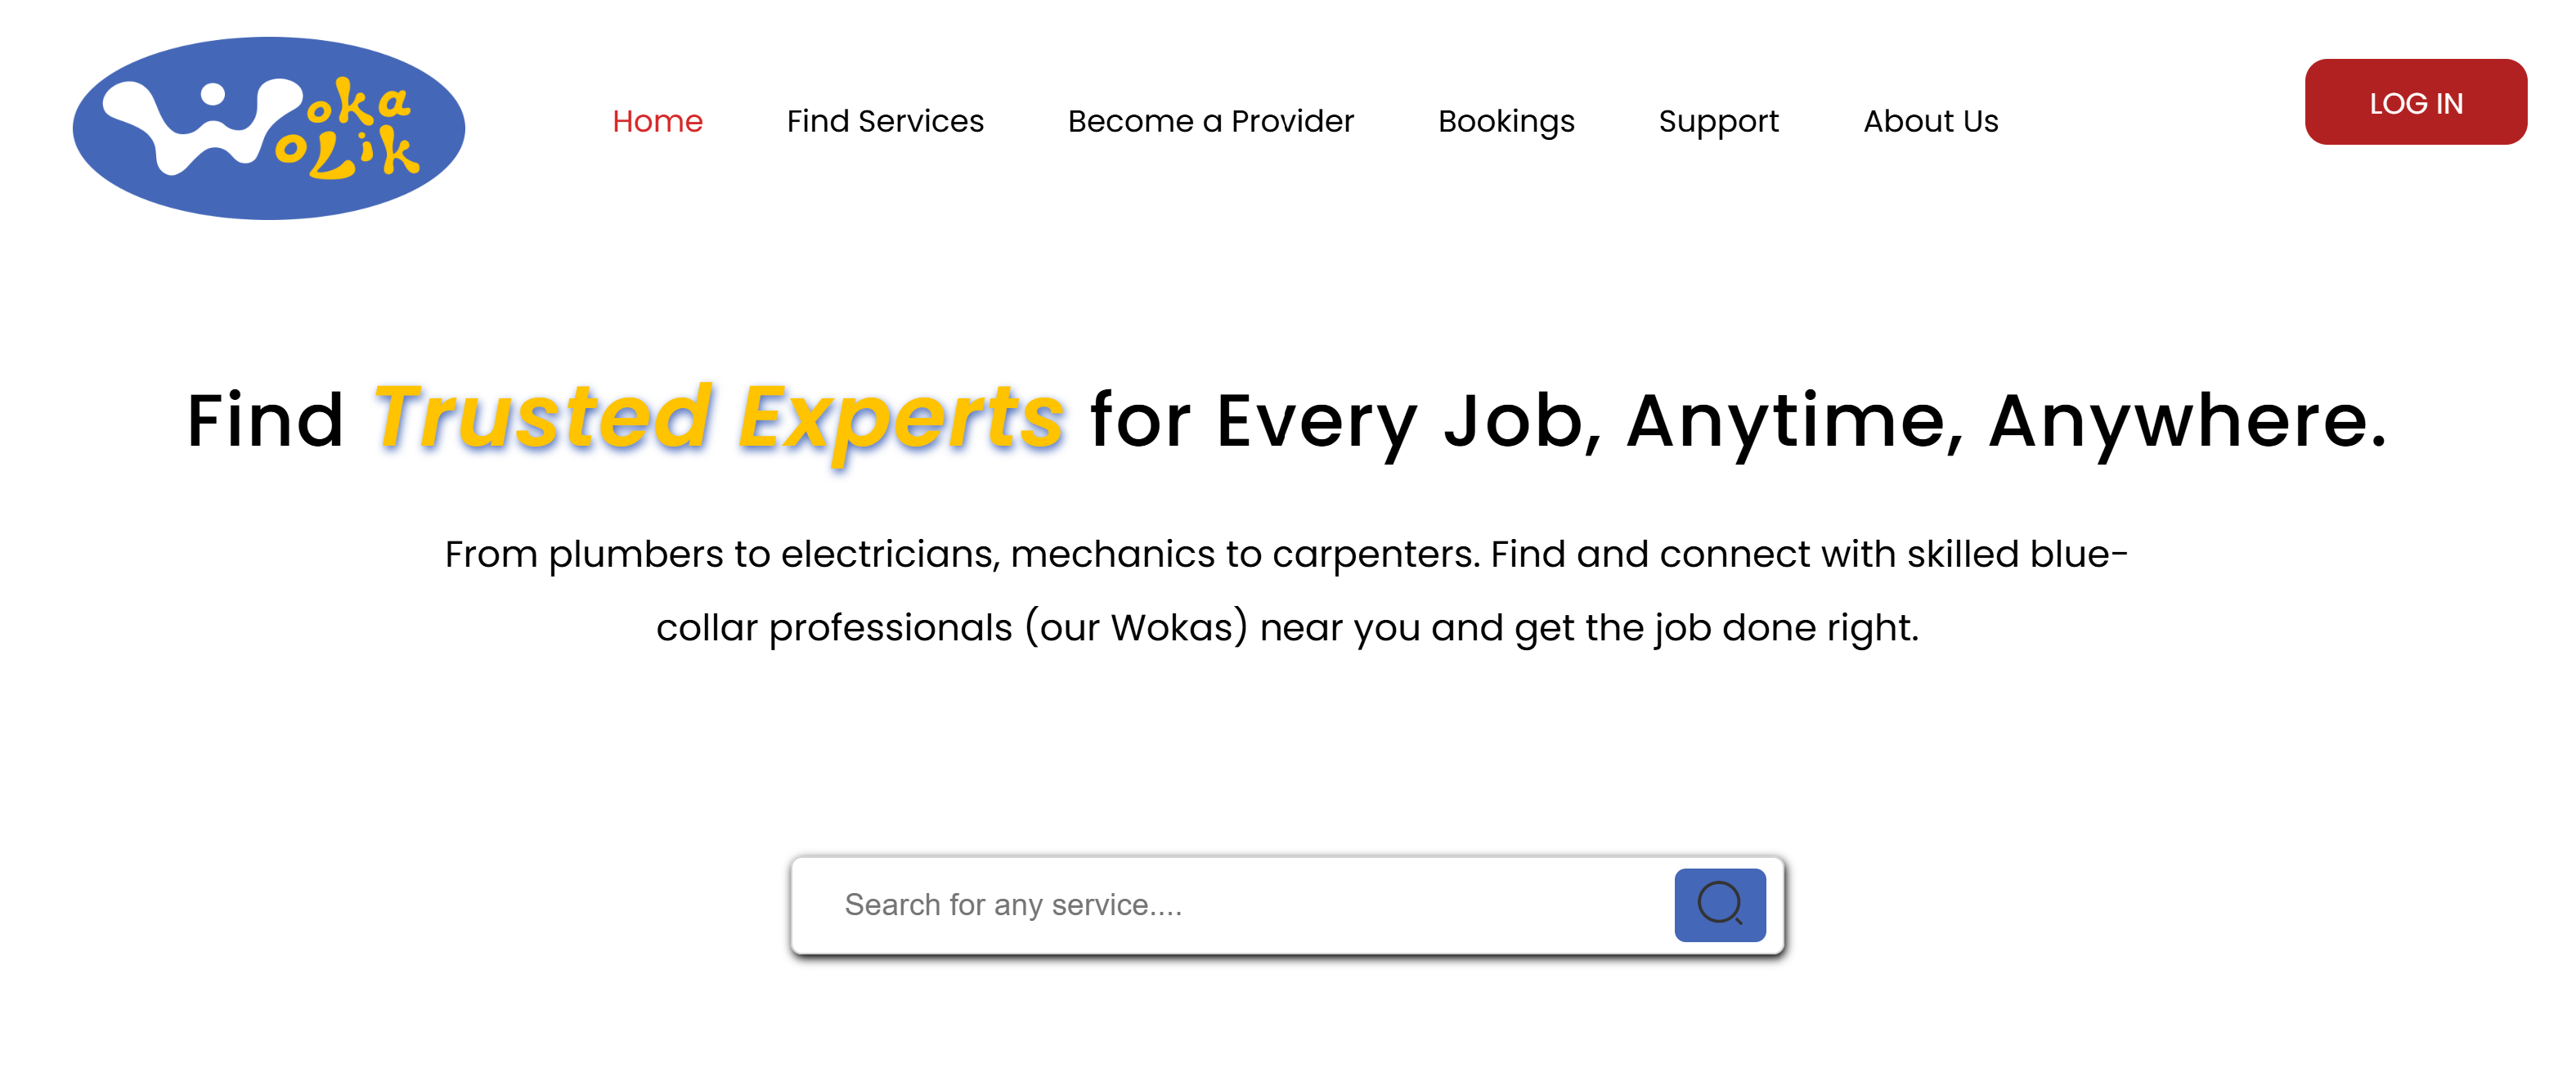 Woka
oLik
Home Find Services Become a Provider Bookings Support About Us
LOG IN
Find Trusted Experts for Every Job, Anytime, Anywhere.
From plumbers to electricians, mechanics to carpenters. Find and connect with skilled blue-
collar professionals (our Wokas) near you and get the job done right.
Search for any service....